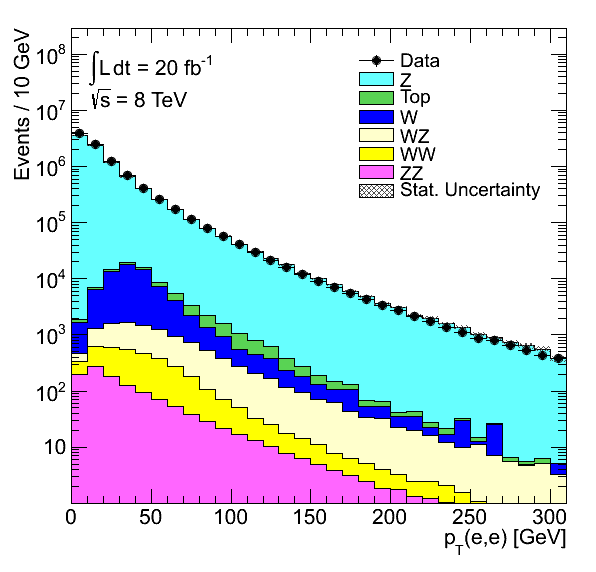 Events / 10 GeV
10⁸
10⁷
10⁶
10⁵
10⁴
10³
10²
10
∫L dt = 20 fb⁻¹
√s = 8 TeV
Data
Z
Top
W
WZ
WW
ZZ
Stat. Uncertainty
0 50 100 150 200 250 300
p_T(e,e) [GeV]